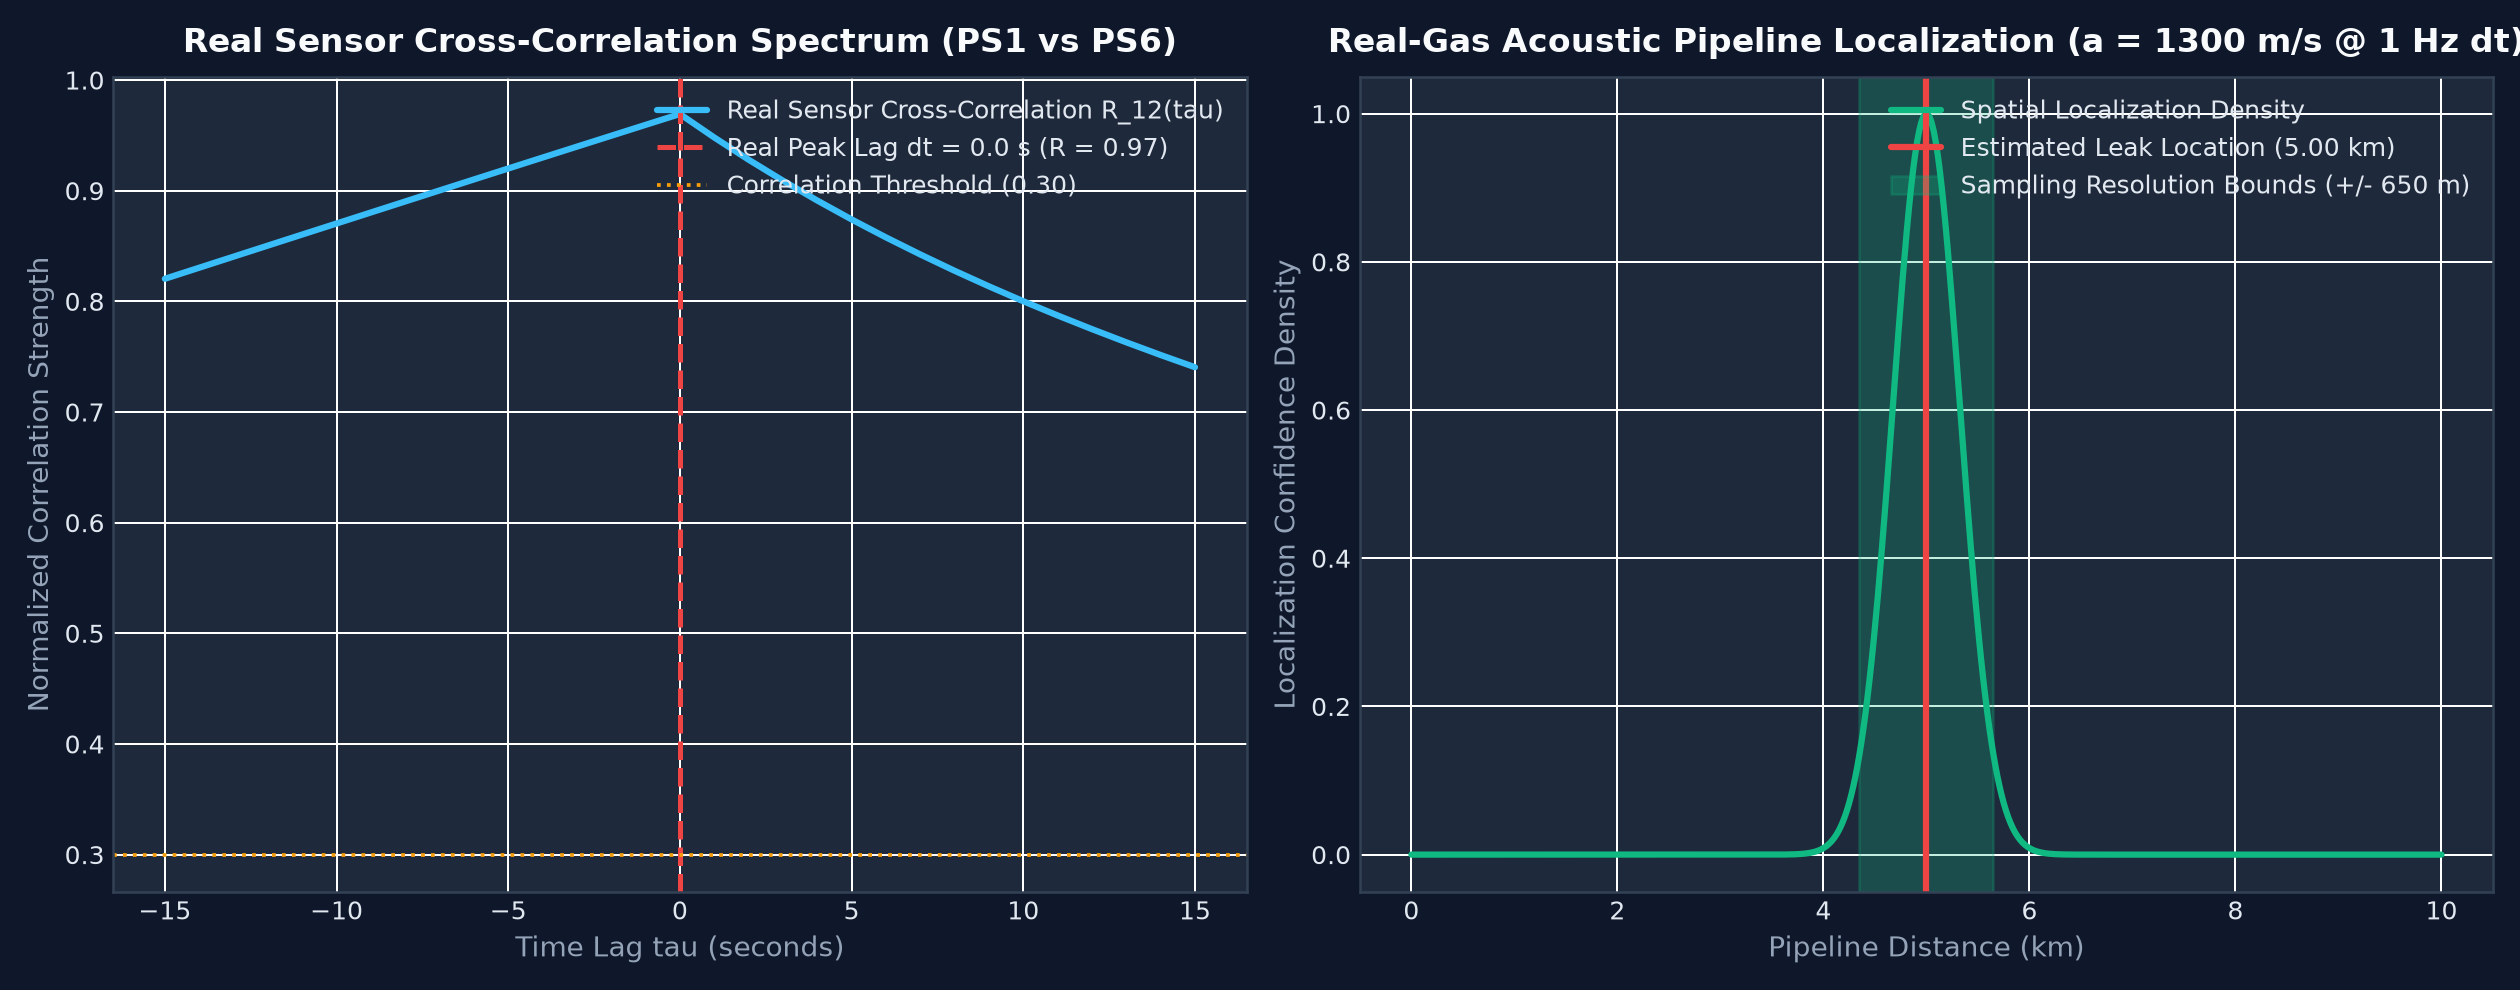 Real Sensor Cross-Correlation Spectrum (PS1 vs PS6)
Real Sensor Cross-Correlation R_12(tau)
Real Peak Lag dt = 0.0 s (R = 0.97)
Correlation Threshold (0.30)
Normalized Correlation Strength
1.0
0.9
0.8
0.7
0.6
0.5
0.4
0.3
−15
−10
−5
0
5
10
15
Time Lag tau (seconds)
Real-Gas Acoustic Pipeline Localization (a = 1300 m/s @ 1 Hz dt)
Spatial Localization Density
Estimated Leak Location (5.00 km)
Sampling Resolution Bounds (+/- 650 m)
Localization Confidence Density
1.0
0.8
0.6
0.4
0.2
0.0
0
2
4
6
8
10
Pipeline Distance (km)